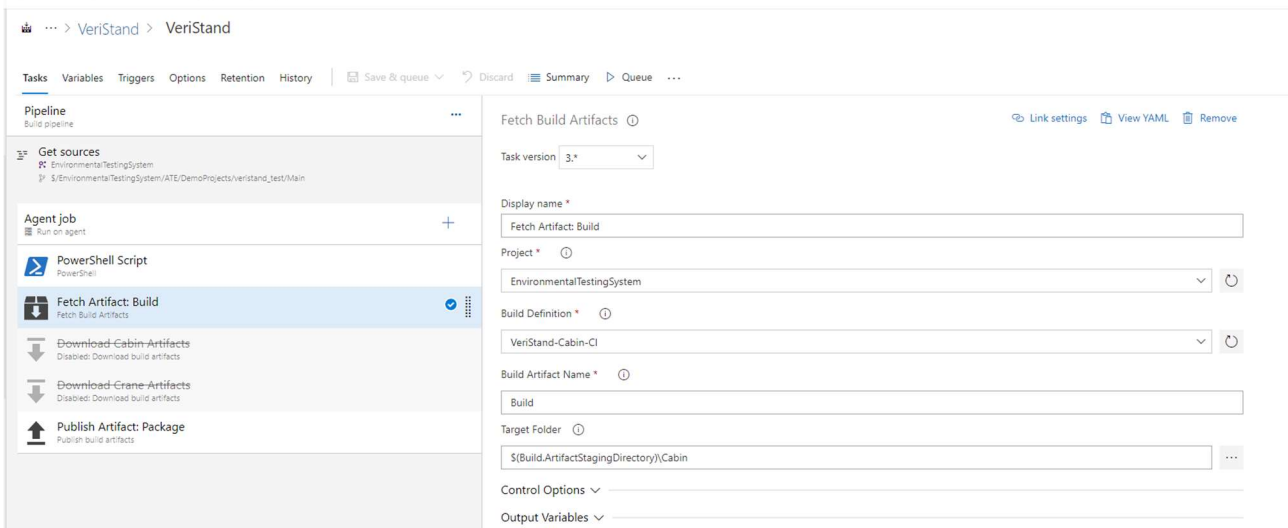 ··· > VeriStand > VeriStand
Tasks Variables Triggers Options Retention History Save & queue Discard Summary Queue ···
Pipeline
Build pipeline
Get sources
EnvironmentalTestingSystem
$/EnvironmentalTestingSystem/ATE/DemoProjects/veristand_test/Main
Agent job
Run on agent
PowerShell Script
PowerShell
Fetch Artifact: Build
Fetch Build Artifacts
Download Cabin Artifacts
Disabled: Download build artifacts
Download Crane Artifacts
Disabled: Download build artifacts
Publish Artifact: Package
Publish build artifacts
Fetch Build Artifacts
Link settings View YAML Remove
Task version 3.*
Display name *
Fetch Artifact: Build
Project *
EnvironmentalTestingSystem
Build Definition *
VeriStand-Cabin-CI
Build Artifact Name *
Build
Target Folder
$(Build.ArtifactStagingDirectory)\Cabin
Control Options
Output Variables